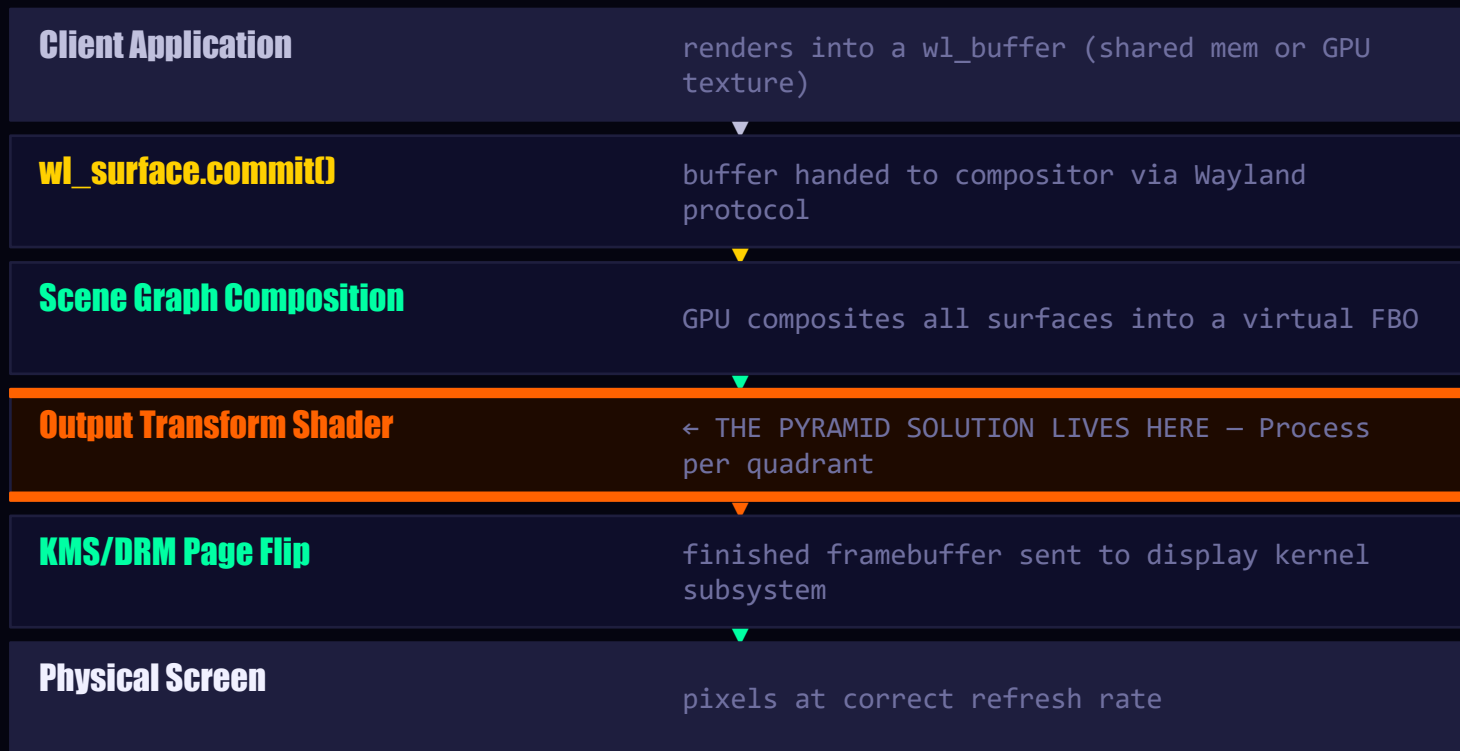 Client Application
renders into a wl_buffer (shared mem or GPU
texture)
wl_surface.commit()
buffer handed to compositor via Wayland
protocol
Scene Graph Composition
GPU composites all surfaces into a virtual FBO
Output Transform Shader
← THE PYRAMID SOLUTION LIVES HERE — Process
per quadrant
KMS/DRM Page Flip
finished framebuffer sent to display kernel
subsystem
Physical Screen
pixels at correct refresh rate